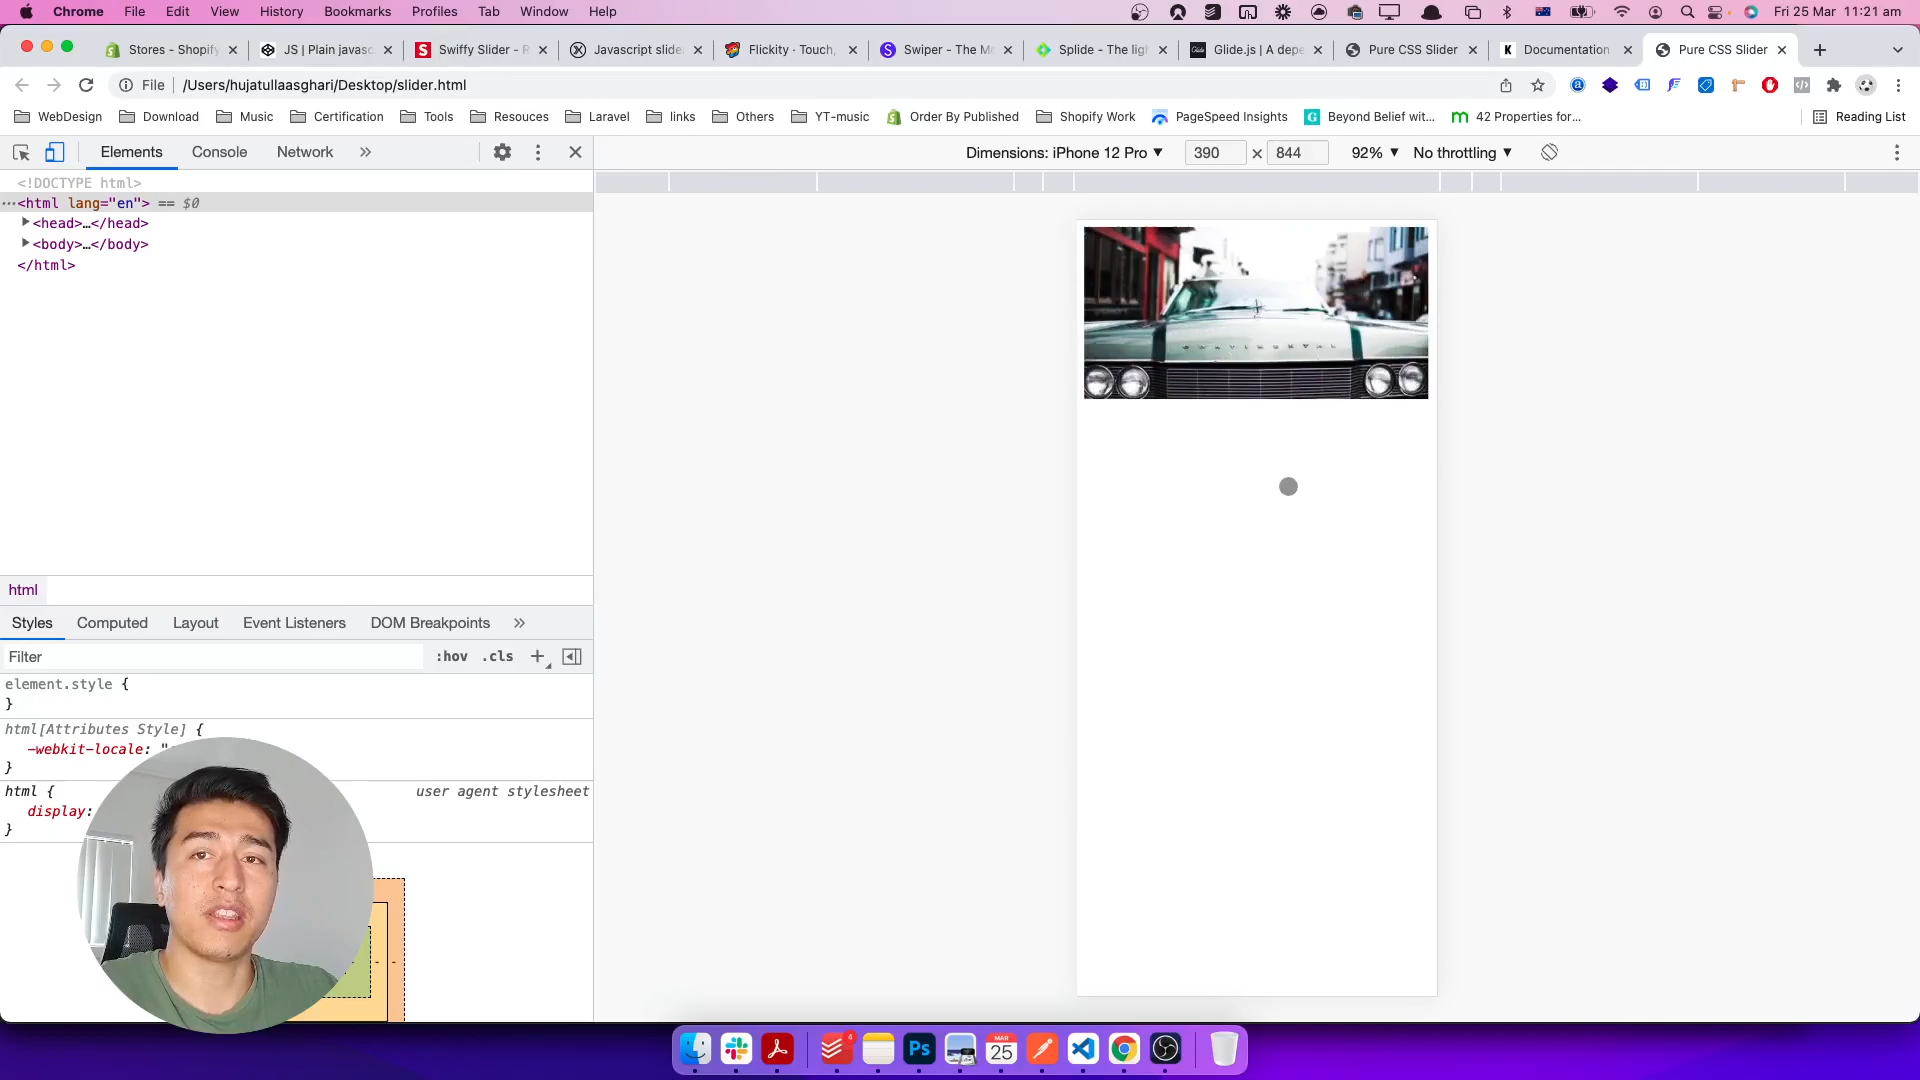 Chrome File Edit View History Bookmarks Profiles Tab Window Help Fri 25 Mar 11:21 am
Stores - Shopify JS | Plain javasc Swiffy Slider - R Javascript slide Flickity · Touch, Swiper - The Mo Splide - The lig Glide.js | A depe Pure CSS Slider Documentation Pure CSS Slider
File /Users/hujatullaasghari/Desktop/slider.html
WebDesign Download Music Certification Tools Resouces Laravel links Others YT-music Order By Published Shopify Work PageSpeed Insights Beyond Belief wit... 42 Properties for... Reading List
Elements Console Network
Dimensions: iPhone 12 Pro 390 × 844 92% No throttling
<!DOCTYPE html>
<html lang="en"> == $0
<head>…</head>
<body>…</body>
</html>
html
Styles Computed Layout Event Listeners DOM Breakpoints
Filter :hov .cls
element.style {
}
html[Attributes Style] {
-webkit-locale: "
}
html { user agent stylesheet
display:
}
4
Ps
MAR
25